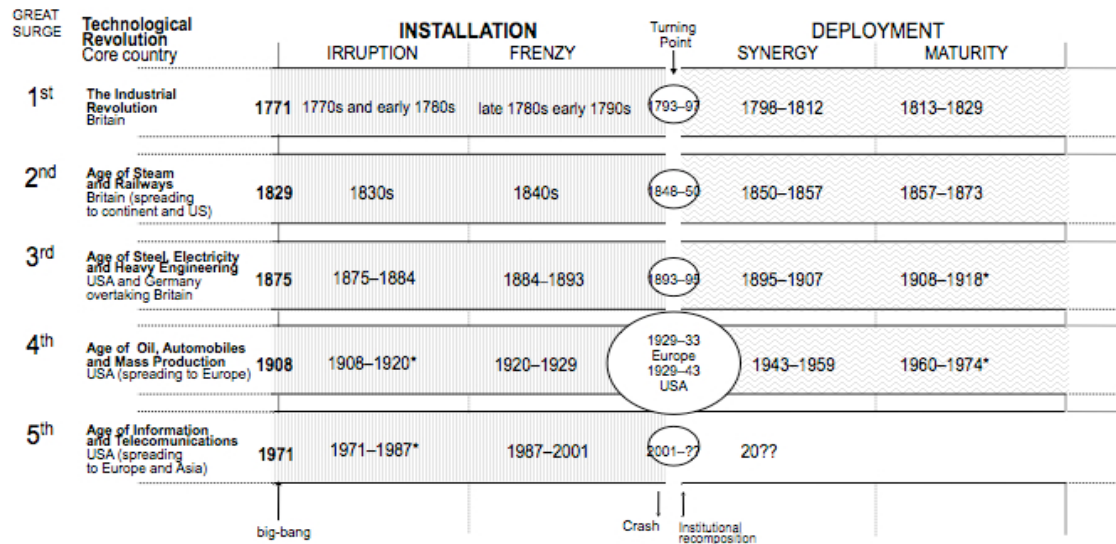 GREAT
SURGE
Technological
Revolution
Core country
INSTALLATION
Turning
Point
DEPLOYMENT
IRRUPTION
FRENZY
SYNERGY
MATURITY
1st
The Industrial
Revolution
Britain
1771
1770s and early 1780s
late 1780s early 1790s
1793–97
1798–1812
1813–1829
2nd
Age of Steam
and Railways
Britain (spreading
to continent and US)
1829
1830s
1840s
1848–50
1850–1857
1857–1873
3rd
Age of Steel, Electricity
and Heavy Engineering
USA and Germany
overtaking Britain
1875
1875–1884
1884–1893
1893–95
1895–1907
1908–1918*
4th
Age of Oil, Automobiles
and Mass Production
USA (spreading to Europe)
1908
1908–1920*
1920–1929
1929–33
Europe
1929–43
USA
1943–1959
1960–1974*
5th
Age of Information
and Telecomunications
USA (spreading
to Europe and Asia)
1971
1971–1987*
1987–2001
2001–??
20??
big-bang
Crash
Institutional
recomposition